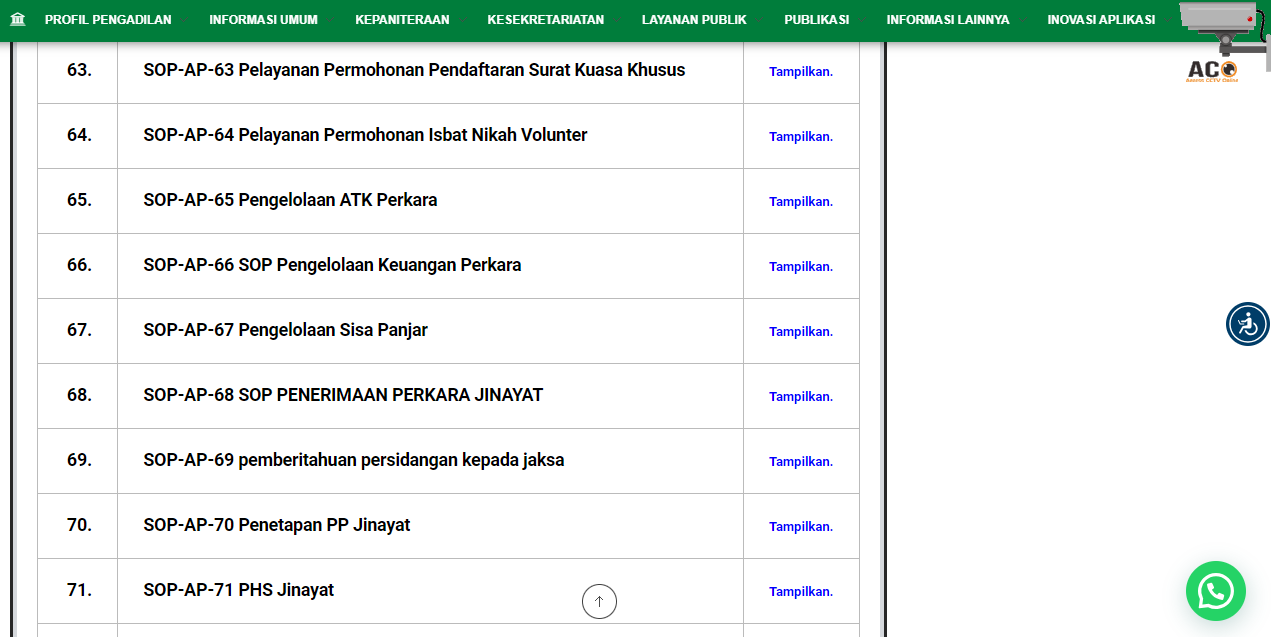 PROFIL PENGADILAN INFORMASI UMUM KEPANITERAAN KESEKRETARIATAN LAYANAN PUBLIK PUBLIKASI INFORMASI LAINNYA INOVASI APLIKASI
ACO
Access CCTV Online
63. SOP-AP-63 Pelayanan Permohonan Pendaftaran Surat Kuasa Khusus Tampilkan.
64. SOP-AP-64 Pelayanan Permohonan Isbat Nikah Volunter Tampilkan.
65. SOP-AP-65 Pengelolaan ATK Perkara Tampilkan.
66. SOP-AP-66 SOP Pengelolaan Keuangan Perkara Tampilkan.
67. SOP-AP-67 Pengelolaan Sisa Panjar Tampilkan.
68. SOP-AP-68 SOP PENERIMAAN PERKARA JINAYAT Tampilkan.
69. SOP-AP-69 pemberitahuan persidangan kepada jaksa Tampilkan.
70. SOP-AP-70 Penetapan PP Jinayat Tampilkan.
71. SOP-AP-71 PHS Jinayat Tampilkan.